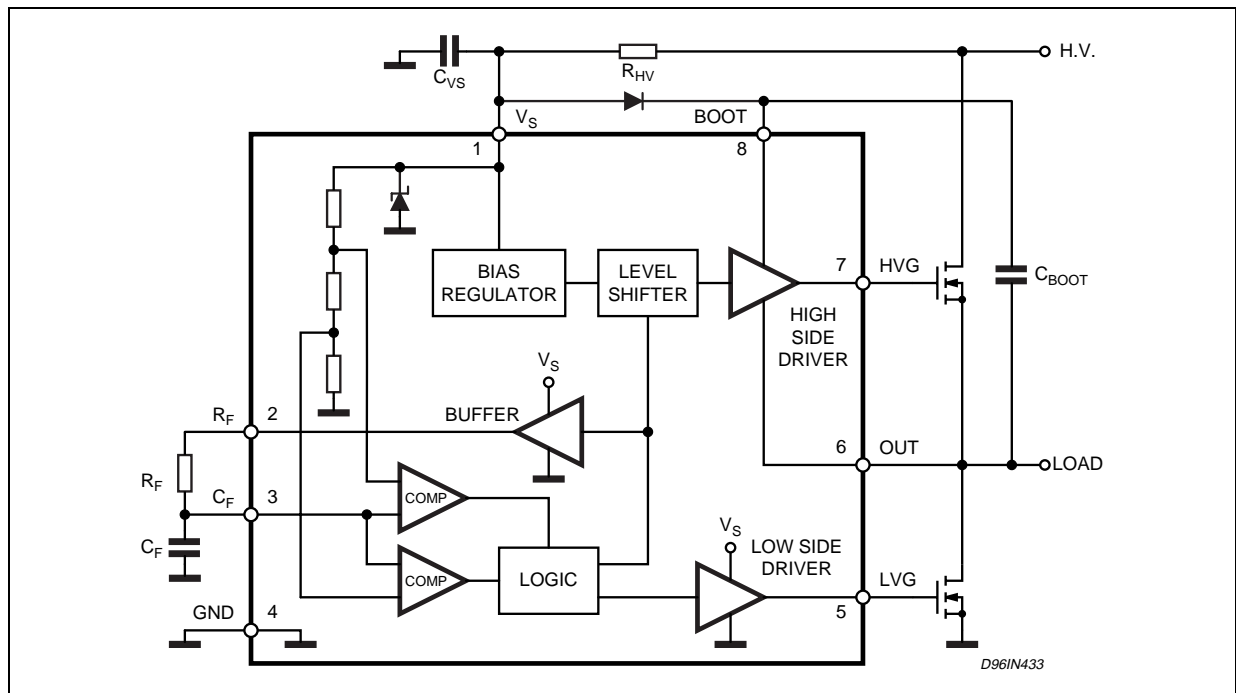 H.V.
C_VS
R_HV
V_S
BOOT
1
8
BIAS
REGULATOR
LEVEL
SHIFTER
7
HVG
C_BOOT
HIGH
SIDE
DRIVER
V_S
R_F
2
BUFFER
6
OUT
LOAD
R_F
C_F
3
COMP
V_S
LOW SIDE
DRIVER
C_F
COMP
LOGIC
LVG
GND
4
5
D96IN433